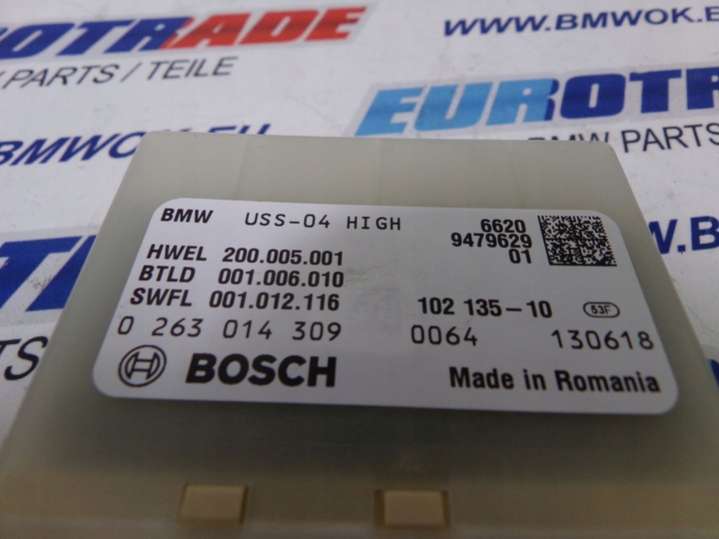 EUROTRADE
PARTS / TEILE
WWW.BMWOK.E
EUROT
BMW PARTS
BMWOK.EU
BMW USS-04 HIGH 6620
9479629
HWEL 200.005.001 01
BTLD 001.006.010
SWFL 001.012.116 102 135-10 53F
0 263 014 309 0064 130618
BOSCH Made in Romania